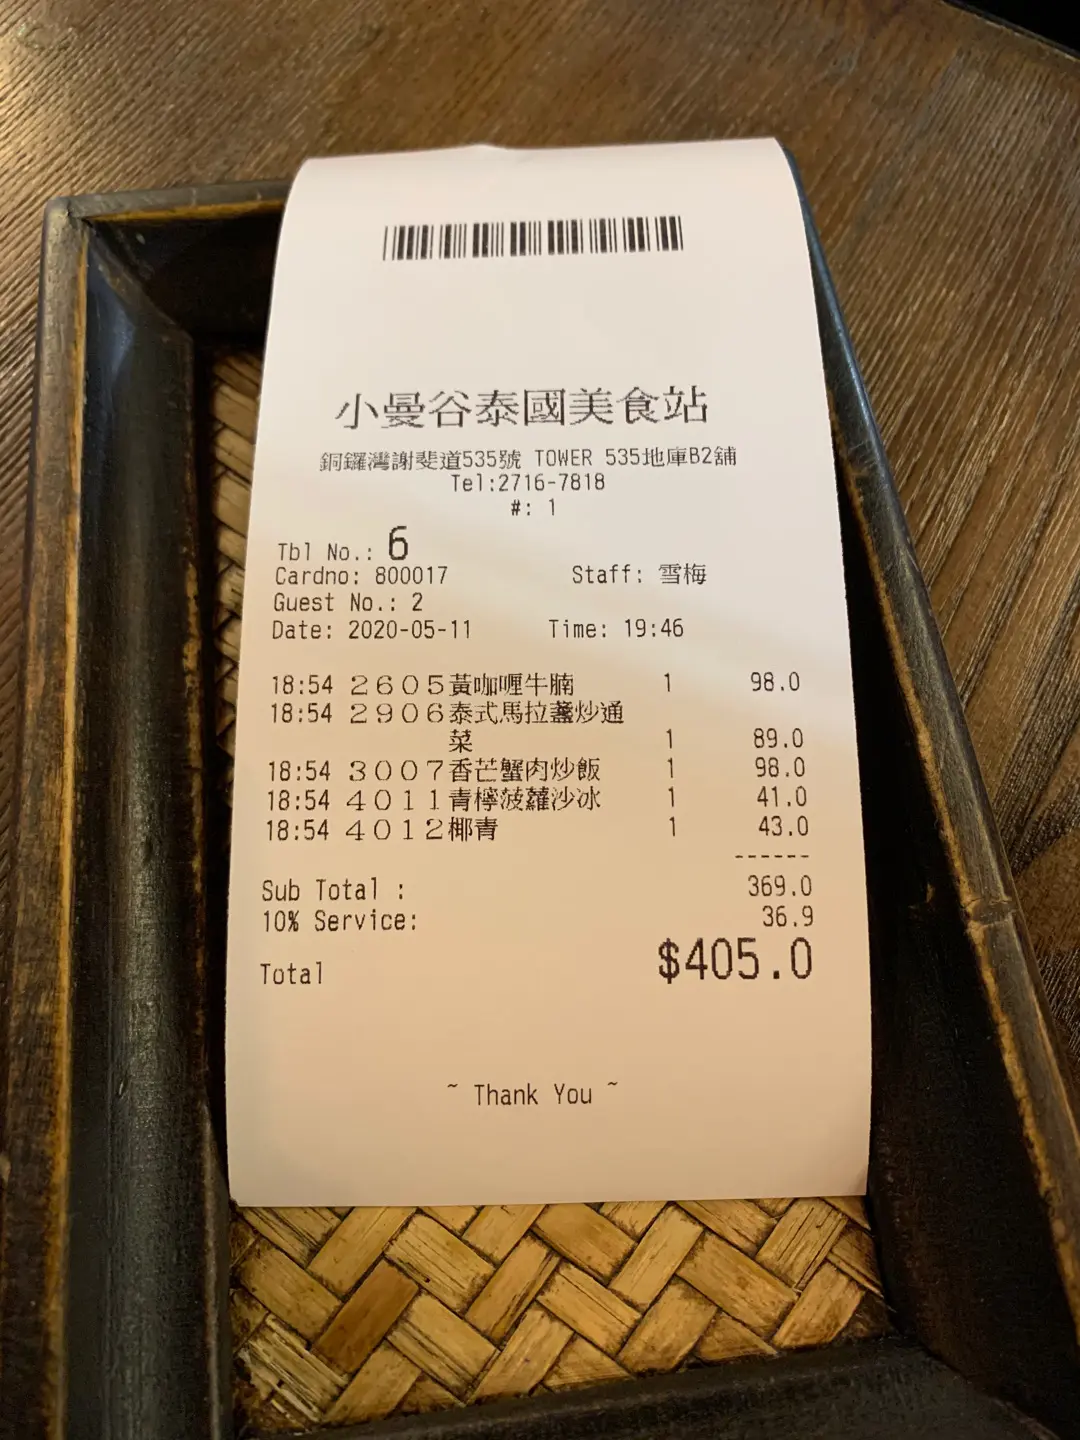 小曼谷泰國美食站
銅鑼灣謝斐道535號 TOWER 535地庫B2舖
Tel:2716-7818
#: 1
Tbl No.: 6
Cardno: 800017 Staff: 雪梅
Guest No.: 2
Date: 2020-05-11 Time: 19:46
18:54 2605黃咖喱牛腩 1 98.0
18:54 2906泰式馬拉盞炒通
菜 1 89.0
18:54 3007香芒蟹肉炒飯 1 98.0
18:54 4011青檸菠蘿沙冰 1 41.0
18:54 4012椰青 1 43.0
------
Sub Total : 369.0
10% Service: 36.9
Total $405.0
~ Thank You ~